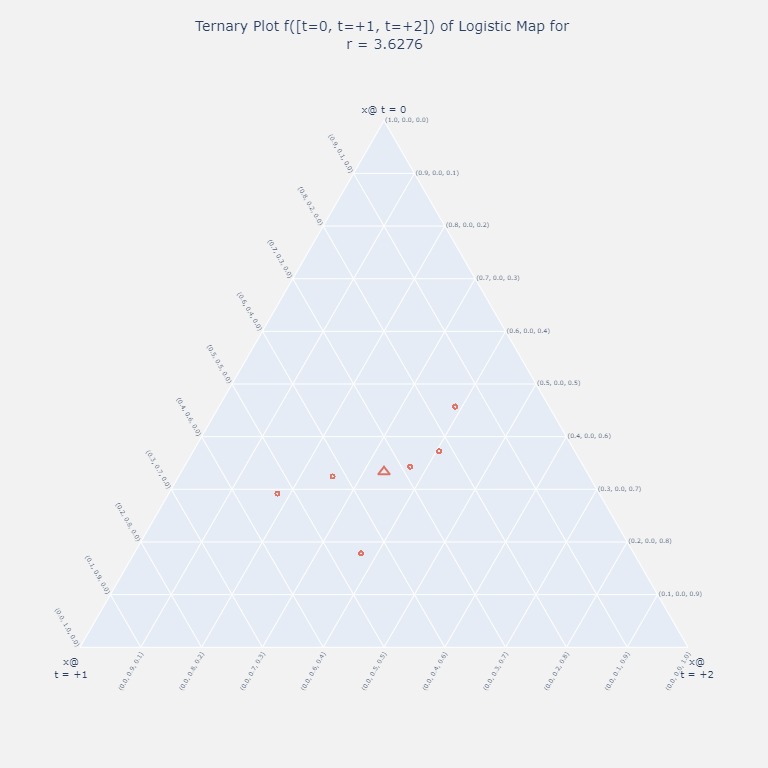 Ternary Plot f([t=0, t=+1, t=+2]) of Logistic Map for
r = 3.6276
x@ t = 0
(1.0, 0.0, 0.0)
(0.9, 0.1, 0.0)
(0.9, 0.0, 0.1)
(0.8, 0.2, 0.0)
(0.8, 0.0, 0.2)
(0.7, 0.3, 0.0)
(0.7, 0.0, 0.3)
(0.6, 0.4, 0.0)
(0.6, 0.0, 0.4)
(0.5, 0.5, 0.0)
(0.5, 0.0, 0.5)
(0.4, 0.6, 0.0)
(0.4, 0.0, 0.6)
(0.3, 0.7, 0.0)
(0.3, 0.0, 0.7)
(0.2, 0.8, 0.0)
(0.2, 0.0, 0.8)
(0.1, 0.9, 0.0)
(0.1, 0.0, 0.9)
(0.0, 1.0, 0.0)
x@
t = +1
(0.0, 0.9, 0.1)
(0.0, 0.8, 0.2)
(0.0, 0.7, 0.3)
(0.0, 0.6, 0.4)
(0.0, 0.5, 0.5)
(0.0, 0.4, 0.6)
(0.0, 0.3, 0.7)
(0.0, 0.2, 0.8)
(0.0, 0.1, 0.9)
(0.0, 0.0, 1.0)
x@
t = +2